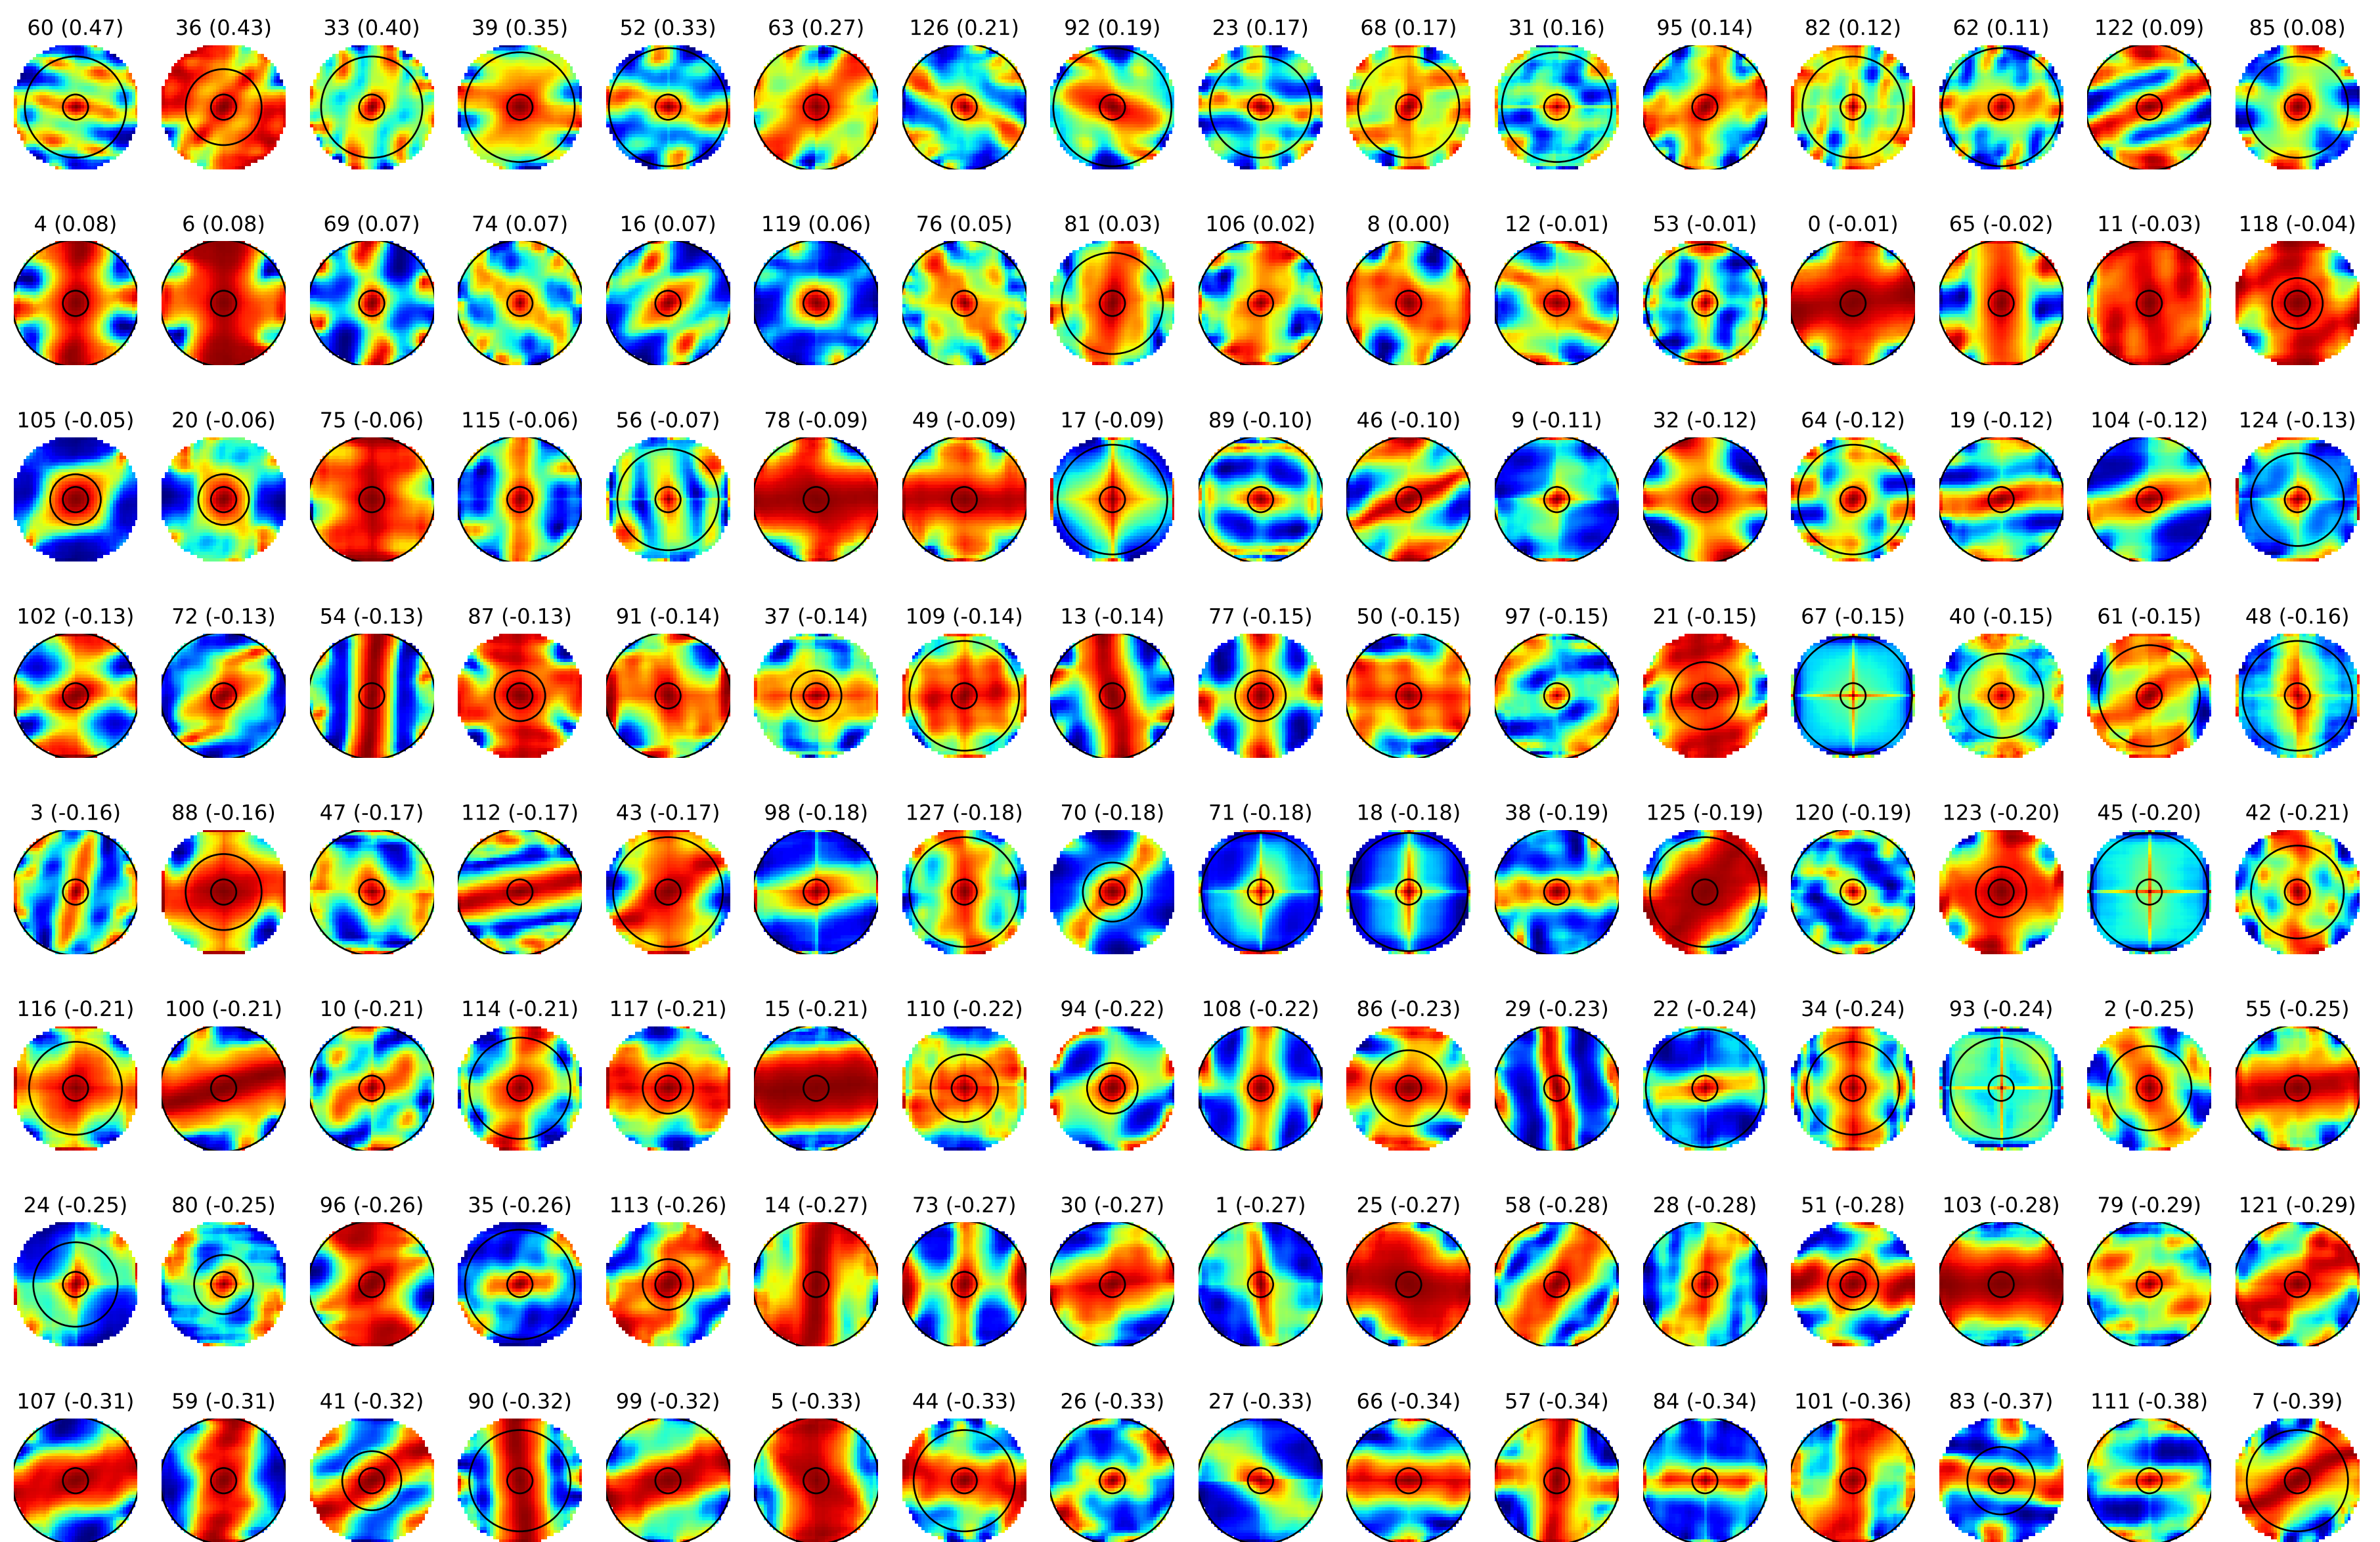 60 (0.47) 36 (0.43) 33 (0.40) 39 (0.35) 52 (0.33) 63 (0.27) 126 (0.21) 92 (0.19) 23 (0.17) 68 (0.17) 31 (0.16) 95 (0.14) 82 (0.12) 62 (0.11) 122 (0.09) 85 (0.08)
4 (0.08) 6 (0.08) 69 (0.07) 74 (0.07) 16 (0.07) 119 (0.06) 76 (0.05) 81 (0.03) 106 (0.02) 8 (0.00) 12 (-0.01) 53 (-0.01) 0 (-0.01) 65 (-0.02) 11 (-0.03) 118 (-0.04)
105 (-0.05) 20 (-0.06) 75 (-0.06) 115 (-0.06) 56 (-0.07) 78 (-0.09) 49 (-0.09) 17 (-0.09) 89 (-0.10) 46 (-0.10) 9 (-0.11) 32 (-0.12) 64 (-0.12) 19 (-0.12) 104 (-0.12) 124 (-0.13)
102 (-0.13) 72 (-0.13) 54 (-0.13) 87 (-0.13) 91 (-0.14) 37 (-0.14) 109 (-0.14) 13 (-0.14) 77 (-0.15) 50 (-0.15) 97 (-0.15) 21 (-0.15) 67 (-0.15) 40 (-0.15) 61 (-0.15) 48 (-0.16)
3 (-0.16) 88 (-0.16) 47 (-0.17) 112 (-0.17) 43 (-0.17) 98 (-0.18) 127 (-0.18) 70 (-0.18) 71 (-0.18) 18 (-0.18) 38 (-0.19) 125 (-0.19) 120 (-0.19) 123 (-0.20) 45 (-0.20) 42 (-0.21)
116 (-0.21) 100 (-0.21) 10 (-0.21) 114 (-0.21) 117 (-0.21) 15 (-0.21) 110 (-0.22) 94 (-0.22) 108 (-0.22) 86 (-0.23) 29 (-0.23) 22 (-0.24) 34 (-0.24) 93 (-0.24) 2 (-0.25) 55 (-0.25)
24 (-0.25) 80 (-0.25) 96 (-0.26) 35 (-0.26) 113 (-0.26) 14 (-0.27) 73 (-0.27) 30 (-0.27) 1 (-0.27) 25 (-0.27) 58 (-0.28) 28 (-0.28) 51 (-0.28) 103 (-0.28) 79 (-0.29) 121 (-0.29)
107 (-0.31) 59 (-0.31) 41 (-0.32) 90 (-0.32) 99 (-0.32) 5 (-0.33) 44 (-0.33) 26 (-0.33) 27 (-0.33) 66 (-0.34) 57 (-0.34) 84 (-0.34) 101 (-0.36) 83 (-0.37) 111 (-0.38) 7 (-0.39)